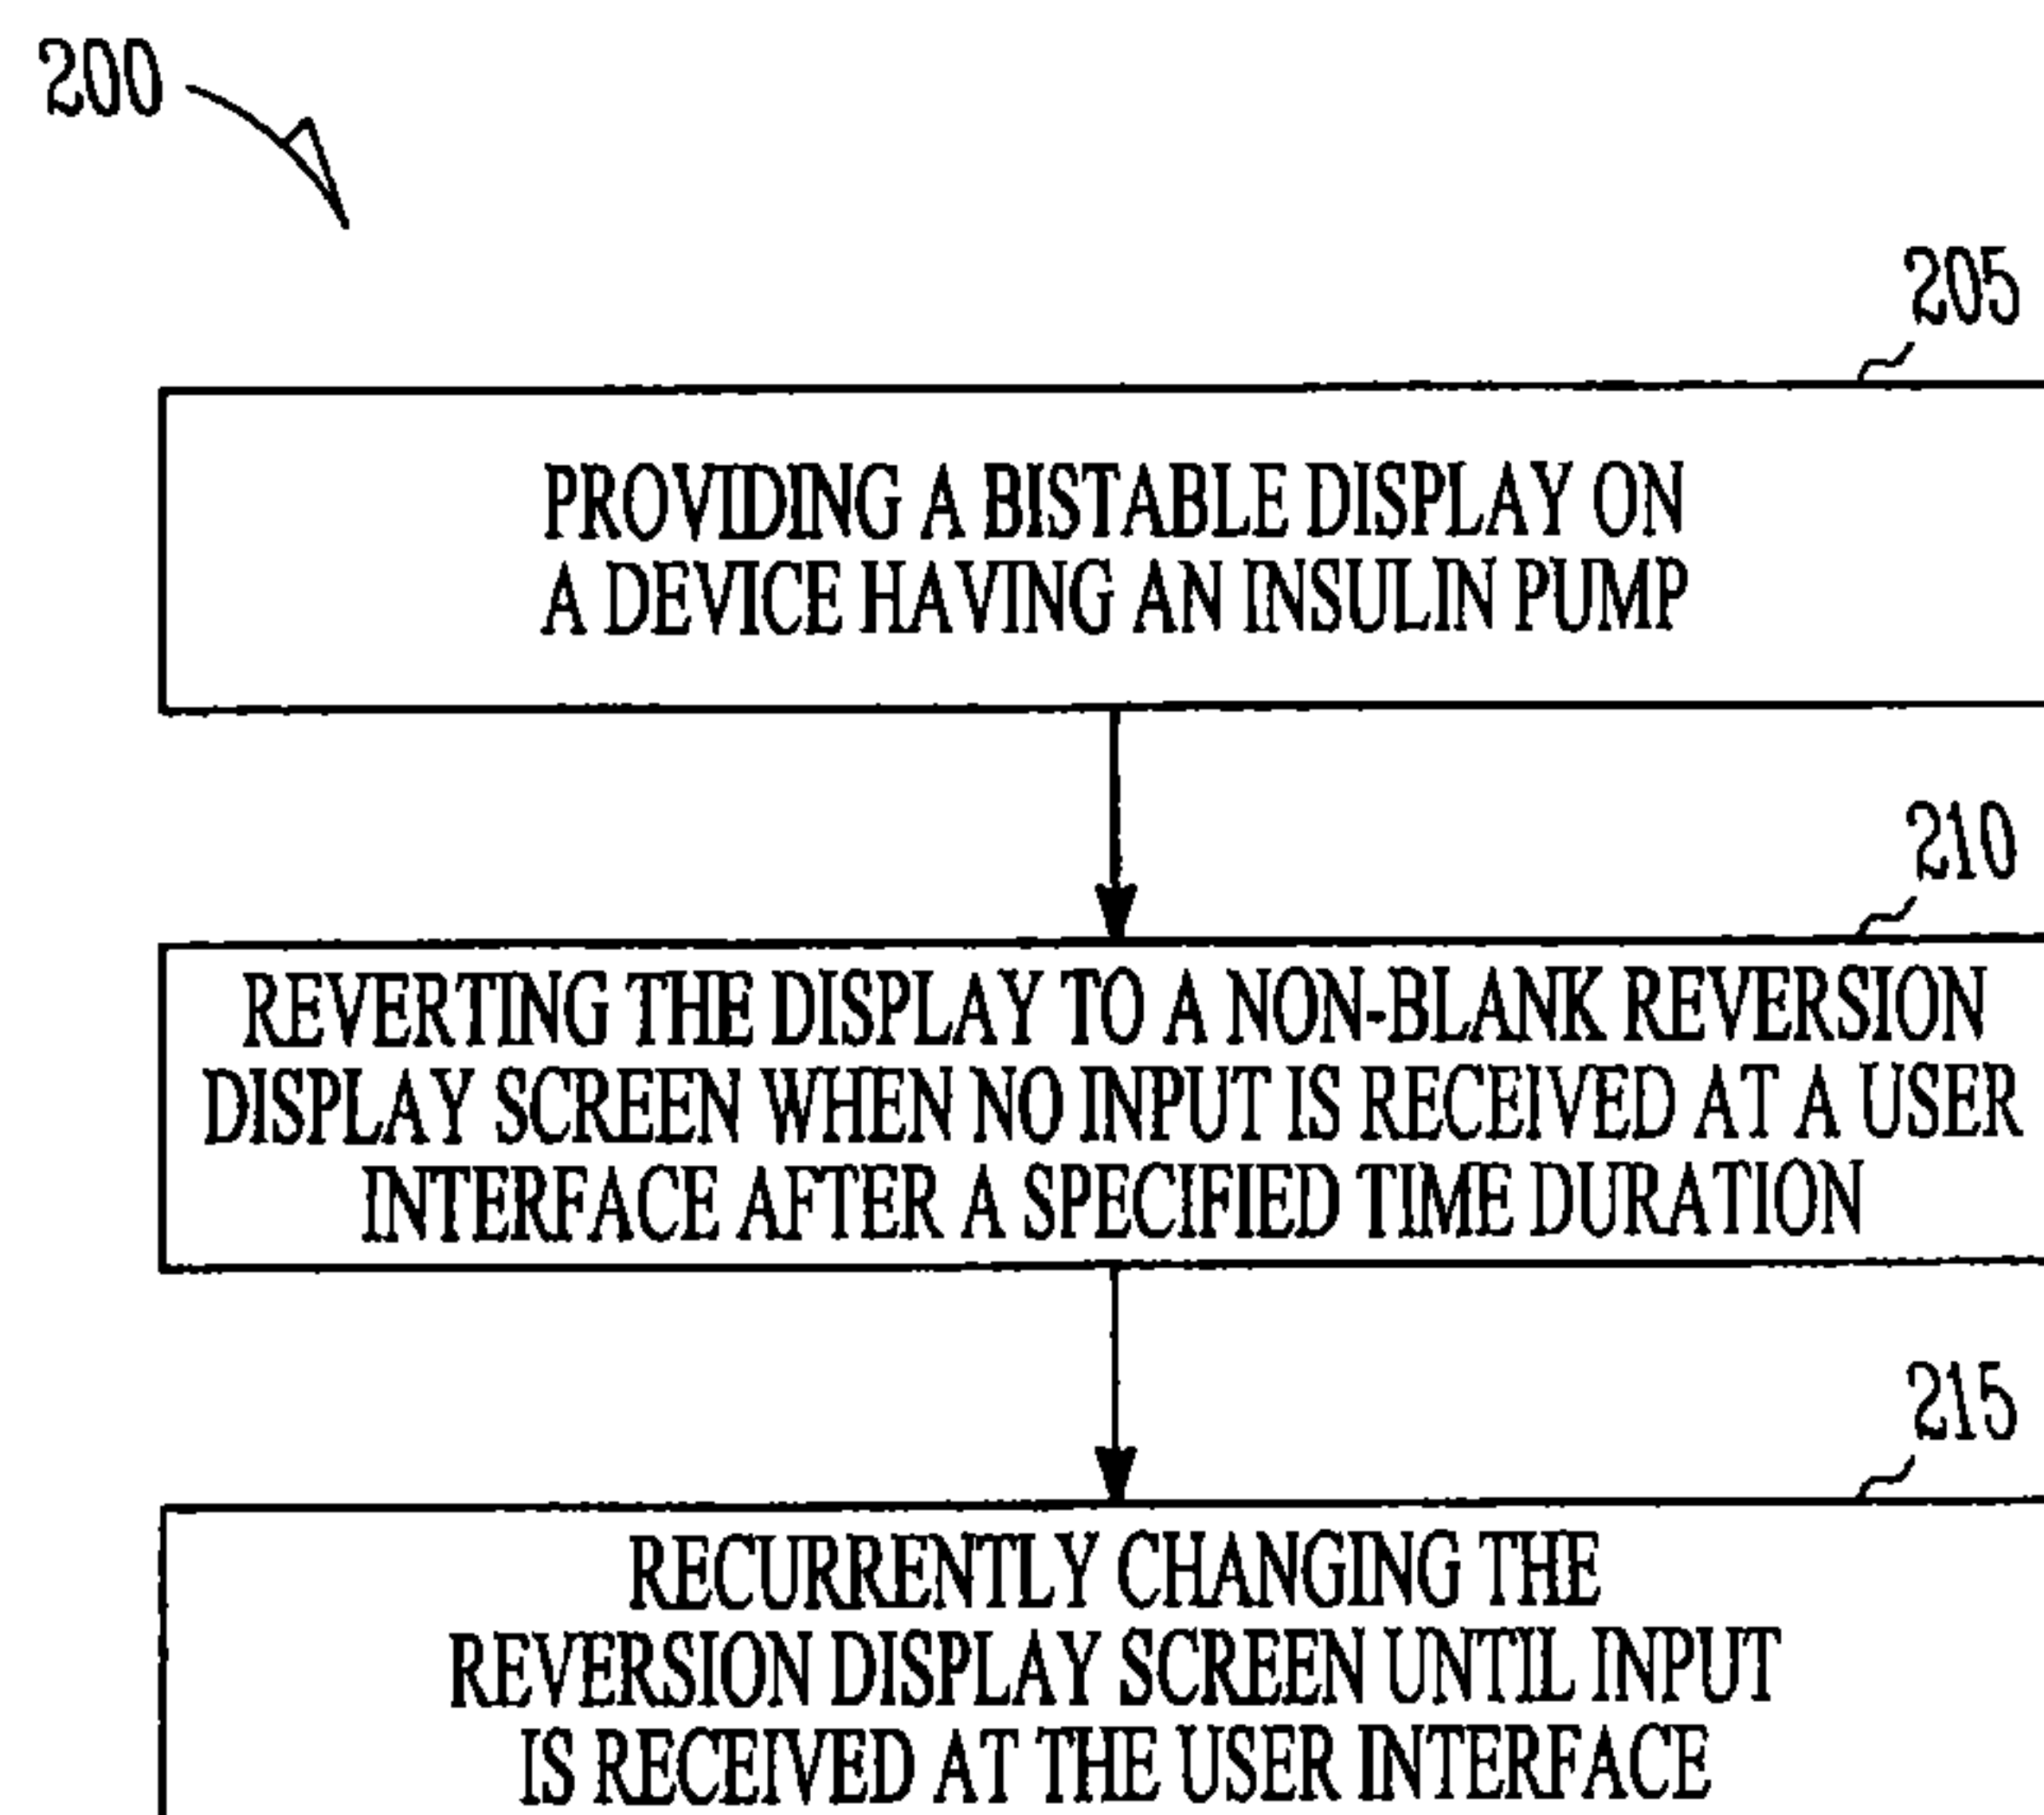 200
205
PROVIDING A BISTABLE DISPLAY ON
A DEVICE HAVING AN INSULIN PUMP
210
REVERTING THE DISPLAY TO A NON-BLANK REVERSION
DISPLAY SCREEN WHEN NO INPUT IS RECEIVED AT A USER
INTERFACE AFTER A SPECIFIED TIME DURATION
215
RECURRENTLY CHANGING THE
REVERSION DISPLAY SCREEN UNTIL INPUT
IS RECEIVED AT THE USER INTERFACE